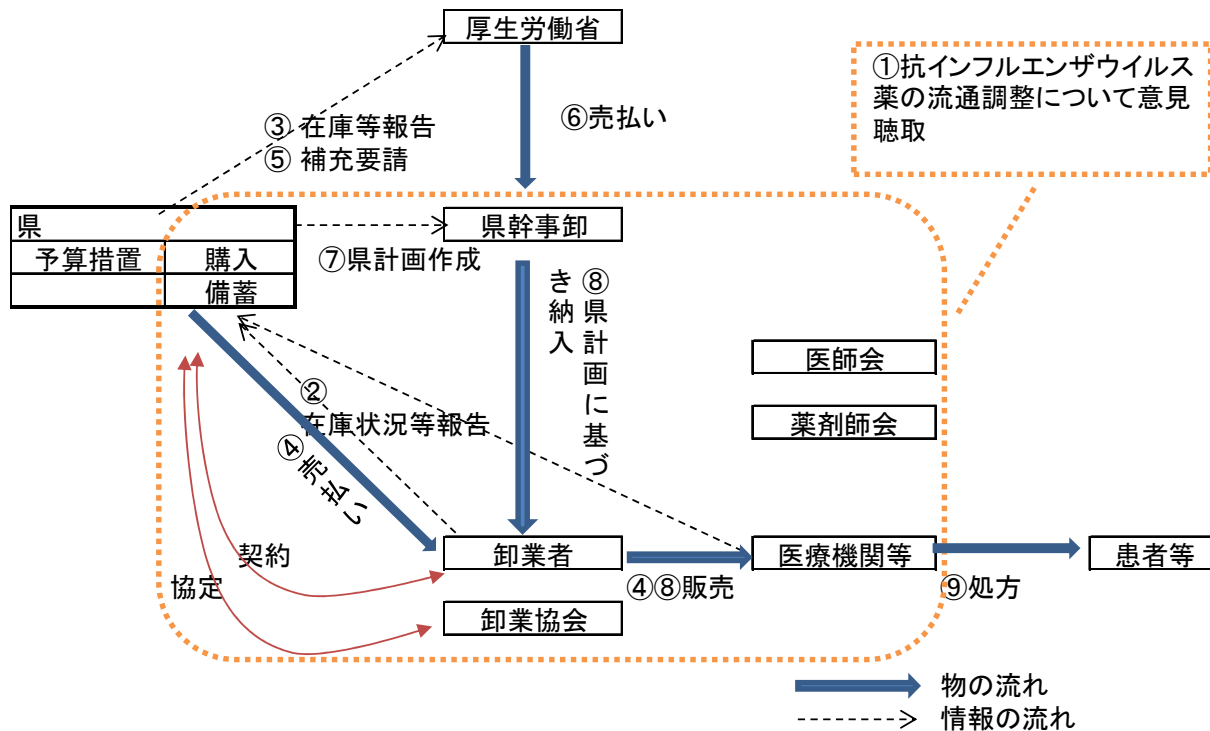 厚生労働省
①抗インフルエンザウイルス
薬の流通調整について意見
聴取
③ 在庫等報告
⑤ 補充要請
⑥売払い
県
予算措置
購入
備蓄
⑦県計画作成
県幹事卸
⑧県計画に基づ
き納入
医師会
薬剤師会
②
在庫状況等報告
④売払い
契約
協定
卸業者
④⑧販売
医療機関等
⑨処方
患者等
卸業協会
物の流れ
情報の流れ